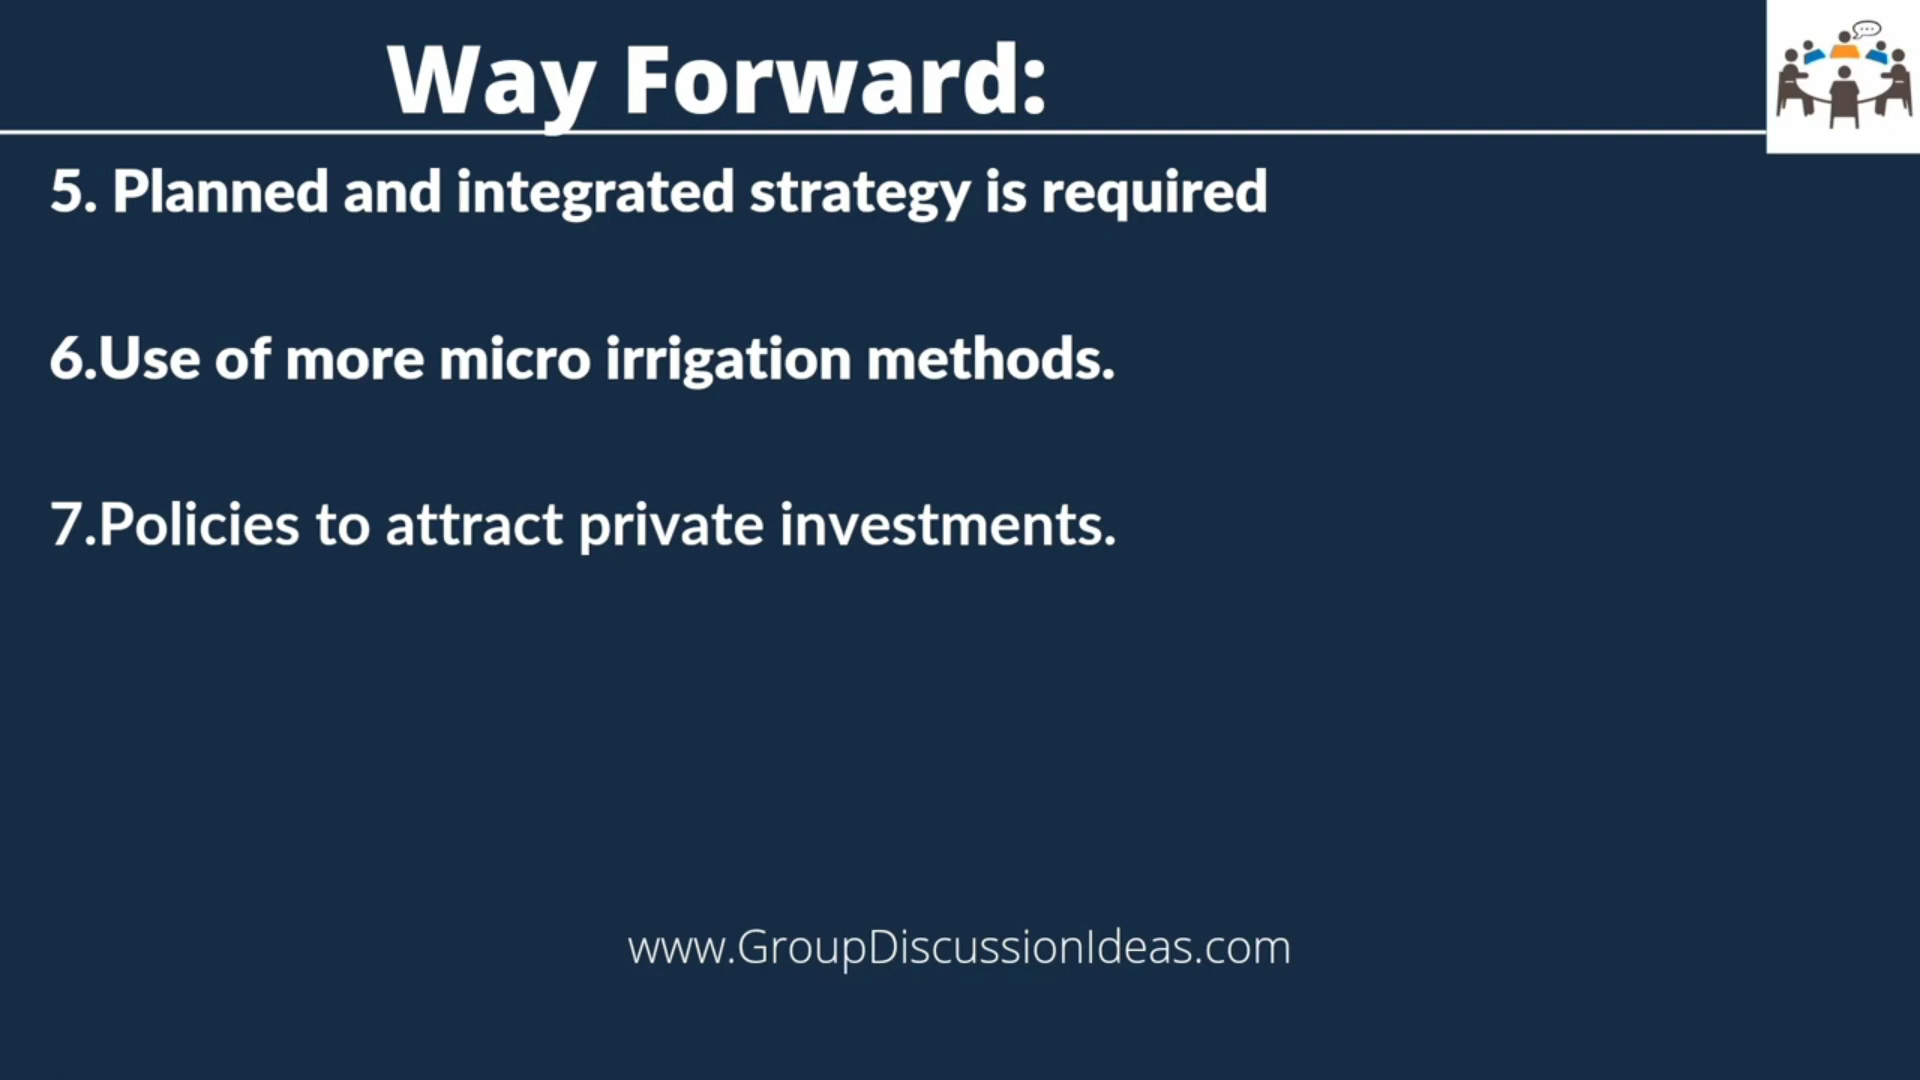 Way Forward:
5. Planned and integrated strategy is required
6.Use of more micro irrigation methods.
7.Policies to attract private investments.
www.GroupDiscussionIdeas.com